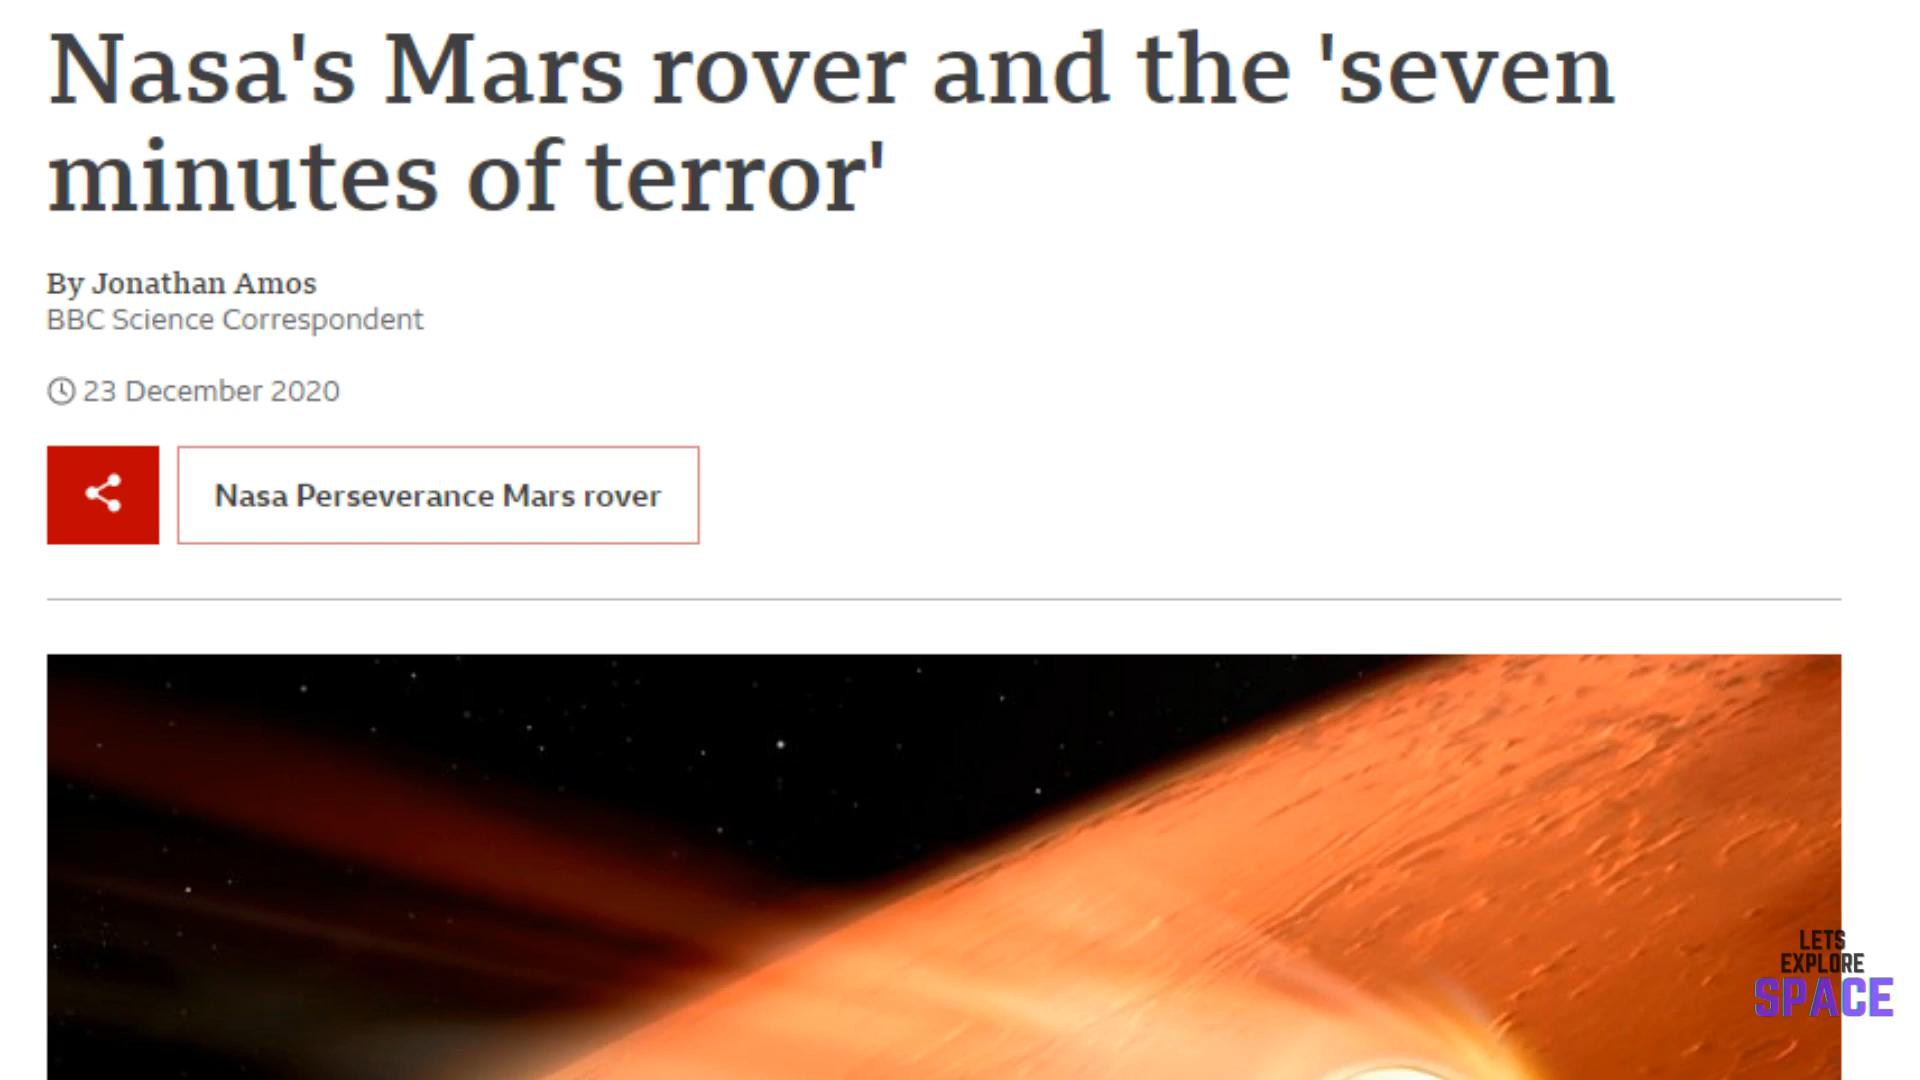 Nasa's Mars rover and the 'seven
minutes of terror'
By Jonathan Amos
BBC Science Correspondent
23 December 2020
Nasa Perseverance Mars rover
LETS
EXPLORE
SPACE